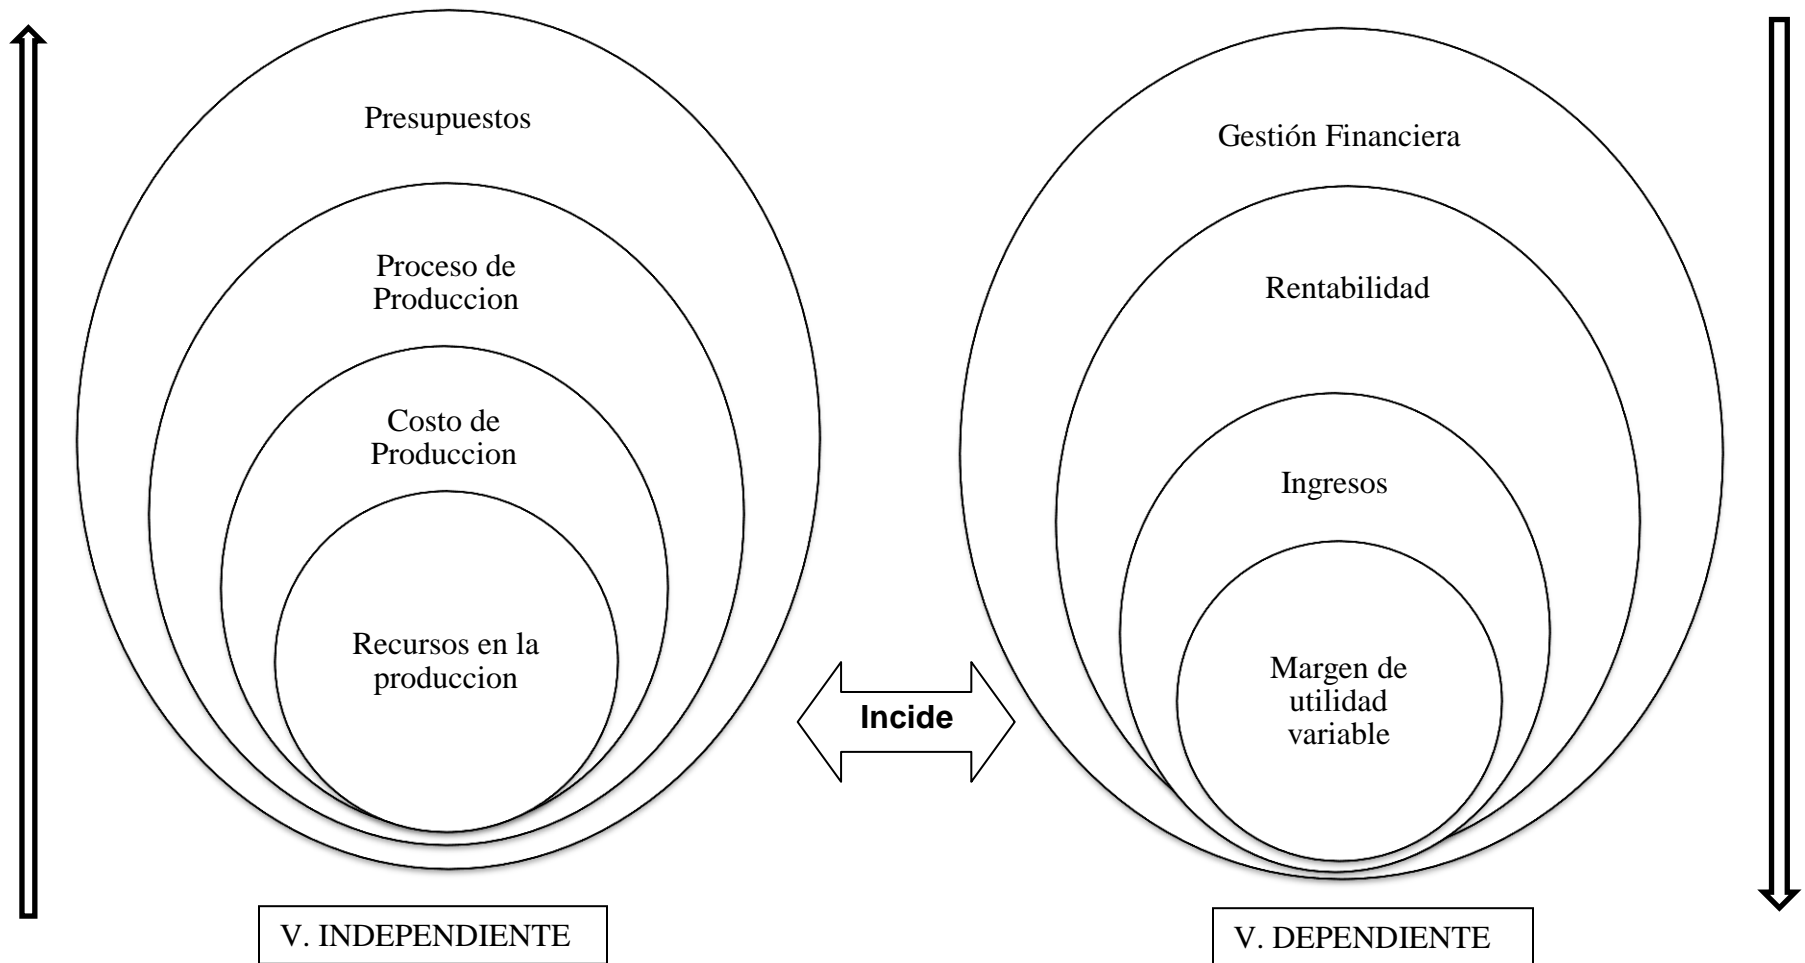 Presupuestos
Proceso de
Produccion
Costo de
Produccion
Recursos en la
produccion
V. INDEPENDIENTE
Incide
Gestión Financiera
Rentabilidad
Ingresos
Margen de
utilidad
variable
V. DEPENDIENTE